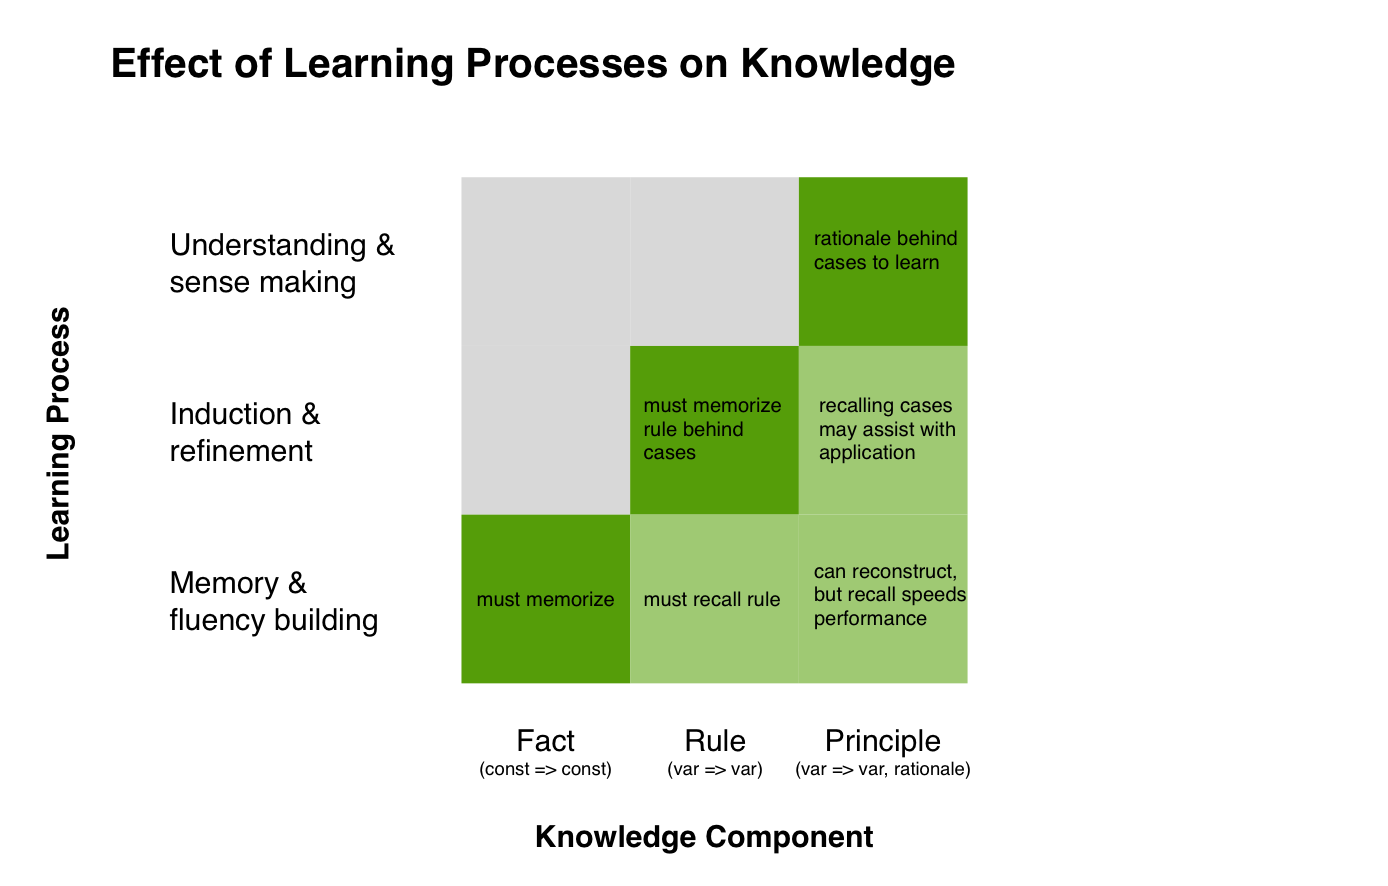 Effect of Learning Processes on Knowledge
Learning Process
Understanding &
sense making
rationale behind
cases to learn
Induction &
refinement
must memorize
rule behind
cases
recalling cases
may assist with
application
Memory &
fluency building
must memorize
must recall rule
can reconstruct,
but recall speeds
performance
Fact
(const => const)
Rule
(var => var)
Principle
(var => var, rationale)
Knowledge Component